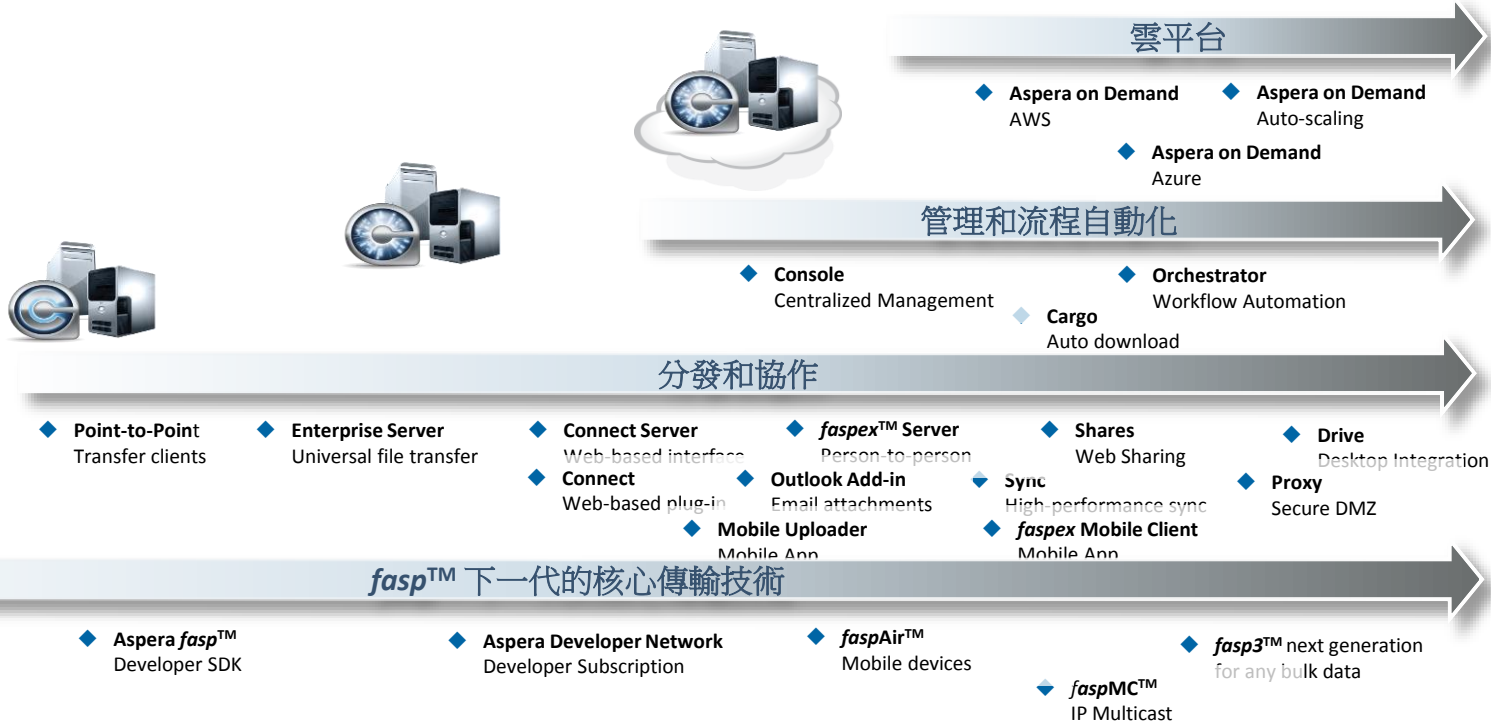 雲平台
Aspera on Demand
AWS
Aspera on Demand
Auto-scaling
Aspera on Demand
Azure
管理和流程自動化
Console
Centralized Management
Orchestrator
Workflow Automation
Cargo
Auto download
分發和協作
Point-to-Point
Transfer clients
Enterprise Server
Universal file transfer
Connect Server
Web-based interface
faspex™ Server
Person-to-person
Shares
Web Sharing
Drive
Desktop Integration
Connect
Web-based plug-in
Outlook Add-in
Email attachments
Sync
High-performance sync
Proxy
Secure DMZ
Mobile Uploader
Mobile App
faspex Mobile Client
Mobile App
fasp™ 下一代的核心傳輸技術
Aspera fasp™
Developer SDK
Aspera Developer Network
Developer Subscription
faspAir™
Mobile devices
fasp3™ next generation
for any bulk data
faspMC™
IP Multicast